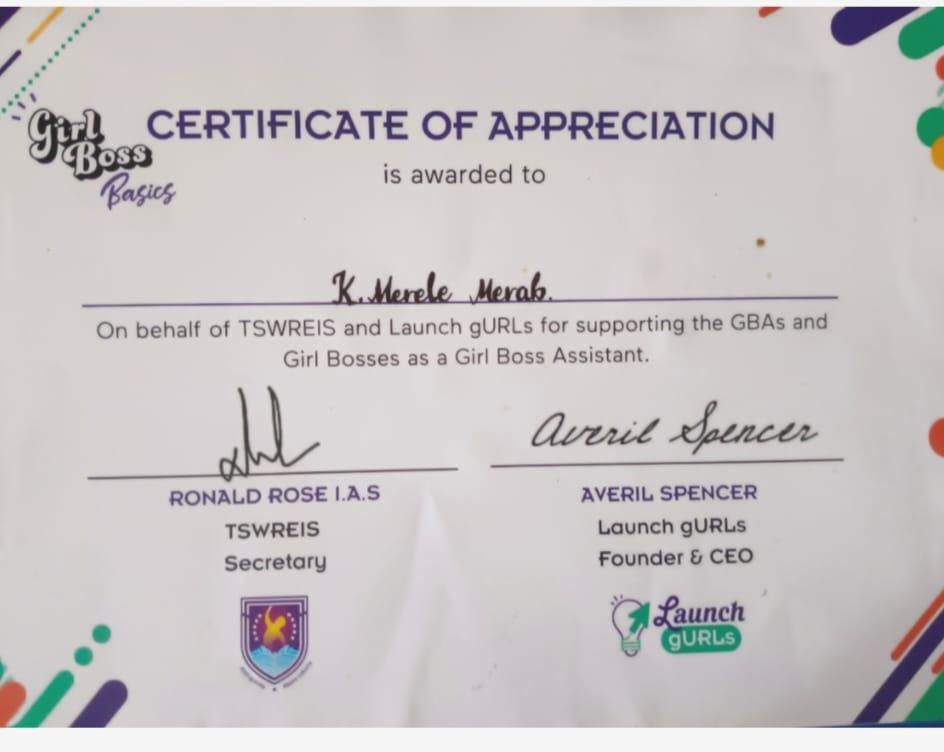 Girl
Boss
Basics
CERTIFICATE OF APPRECIATION
is awarded to
K. Merele Merab.
On behalf of TSWREIS and Launch gURLs for supporting the GBAs and
Girl Bosses as a Girl Boss Assistant.
Averil Spencer
RONALD ROSE I.A.S
TSWREIS
Secretary
AVERIL SPENCER
Launch gURLs
Founder & CEO
Launch
gURLs